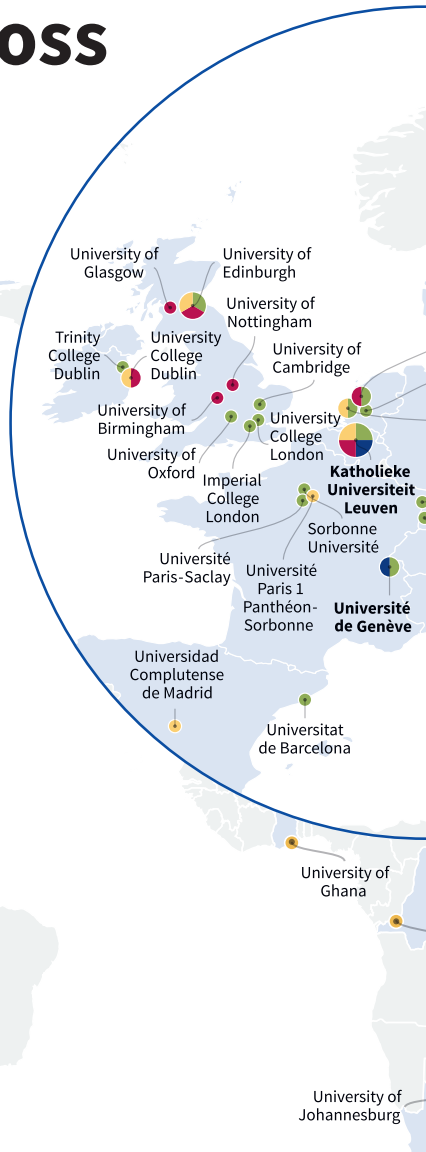 oss
University of
Glasgow
University of
Edinburgh
University of
Nottingham
Trinity
College
Dublin
University
College
Dublin
University of
Cambridge
University of
Birmingham
University
College
London
University of
Oxford
Imperial
College
London
Katholieke
Universiteit
Leuven
Sorbonne
Université
Université
Paris-Saclay
Université
Paris 1
Panthéon-
Sorbonne
Université
de Genève
Universidad
Complutense
de Madrid
Universitat
de Barcelona
University of
Ghana
University of
Johannesburg